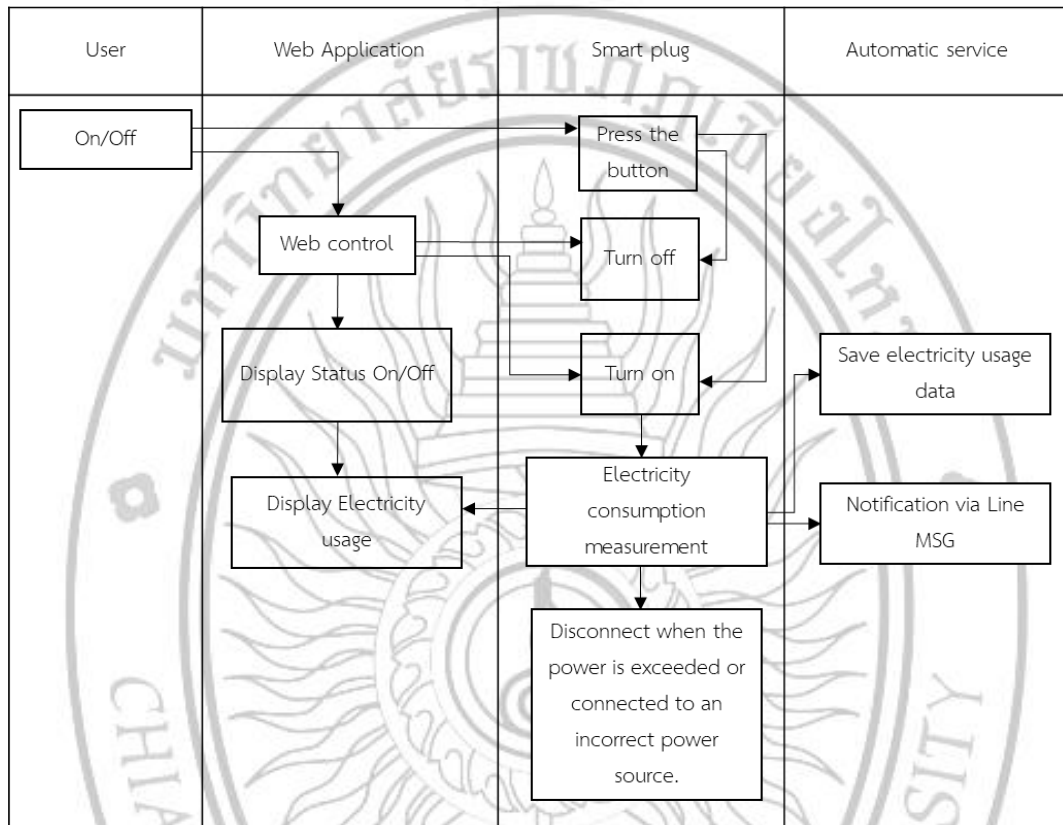 User
Web Application
Smart plug
Automatic service
On/Off
Press the
button
Web control
Turn off
Display Status On/Off
Turn on
Save electricity usage
data
Display Electricity
usage
Electricity
consumption
measurement
Notification via Line
MSG
Disconnect when the
power is exceeded or
connected to an
incorrect power
source.